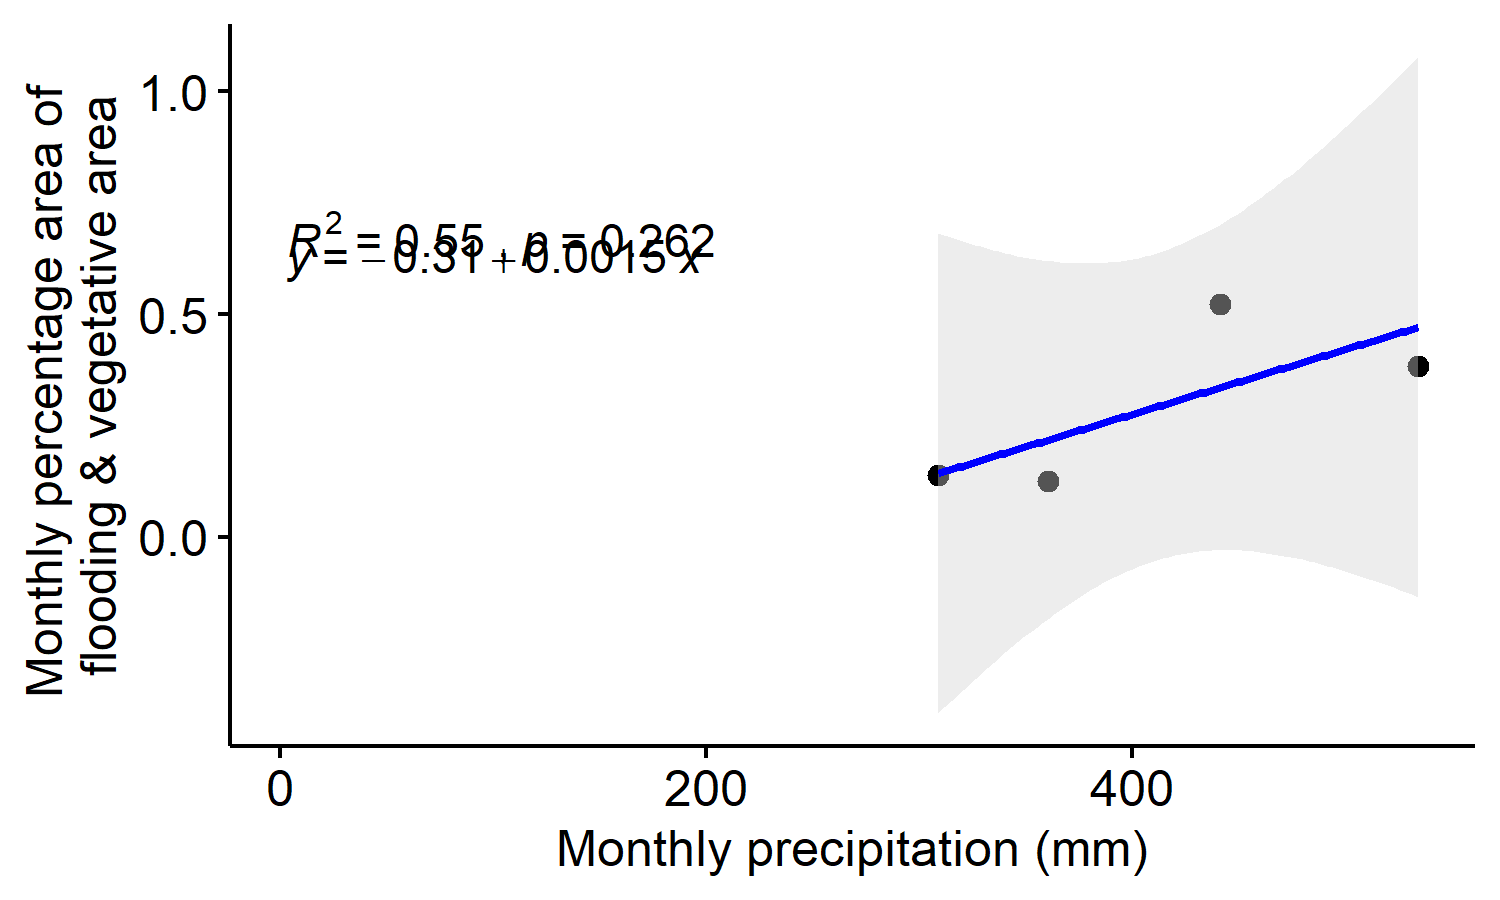 Monthly percentage area of
flooding & vegetative area
1.0
0.5
0.0
R² = 0.55 , p = 0.262
y = −0.31 + 0.0015 x
0 200 400
Monthly precipitation (mm)